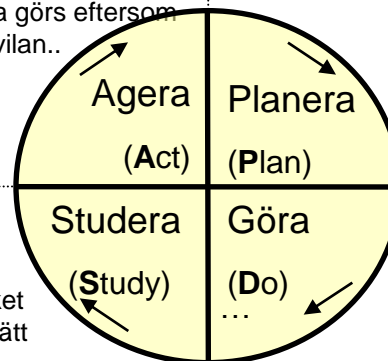 a görs eftersom
vilan..
Agera
(Act)
Planera
(Plan)
Studera
(Study)
Göra
(Do)
…
ket
ätt